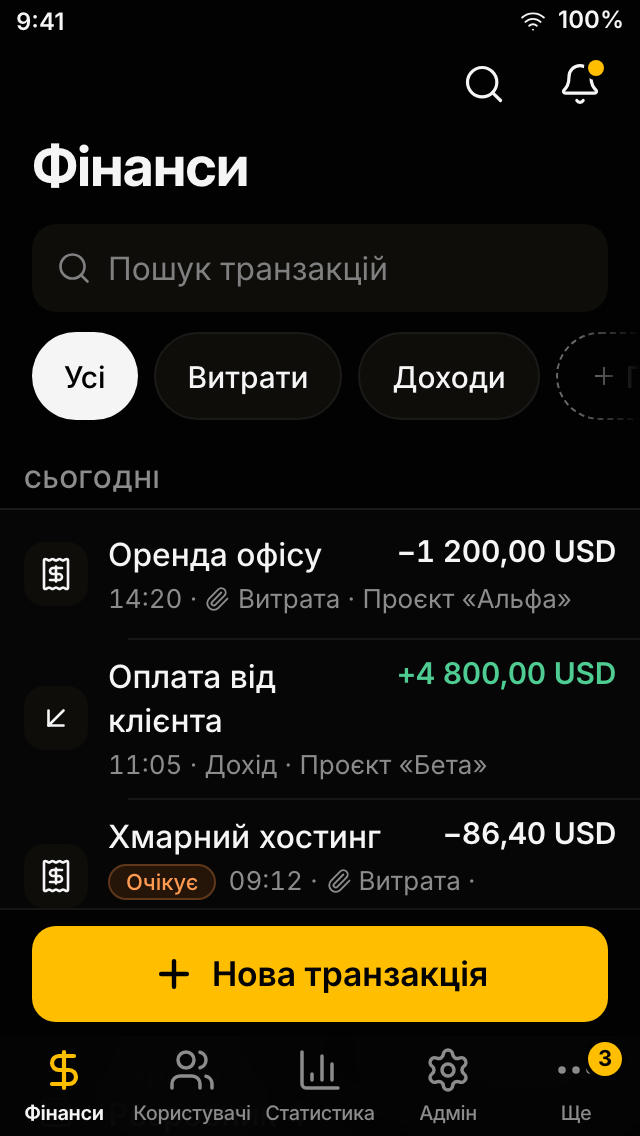 9:41
100%
Фінанси
Пошук транзакцій
Усі
Витрати
Доходи
+
СЬОГОДНІ
Оренда офісу
−1 200,00 USD
14:20 · Витрата · Проєкт «Альфа»
Оплата від
клієнта
+4 800,00 USD
11:05 · Дохід · Проєкт «Бета»
Хмарний хостинг
−86,40 USD
Очікує 09:12 · Витрата ·
+ Нова транзакція
3
Фінанси
Користувачі
Статистика
Адмін
Ще